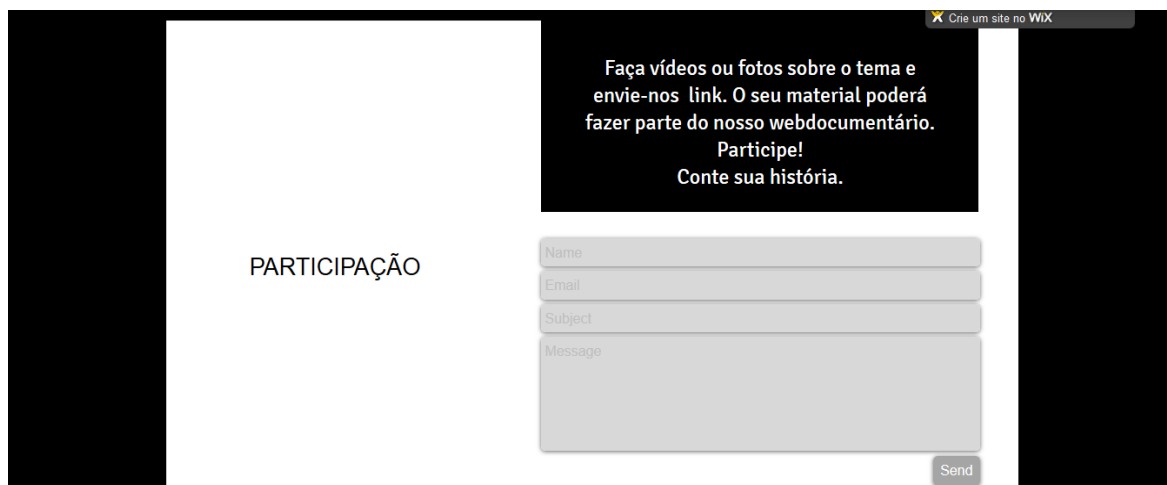 Crie um site no WiX
Faça vídeos ou fotos sobre o tema e
envie-nos  link. O seu material poderá
fazer parte do nosso webdocumentário.
Participe!
Conte sua história.
PARTICIPAÇÃO
Name
Email
Subject
Message
Send